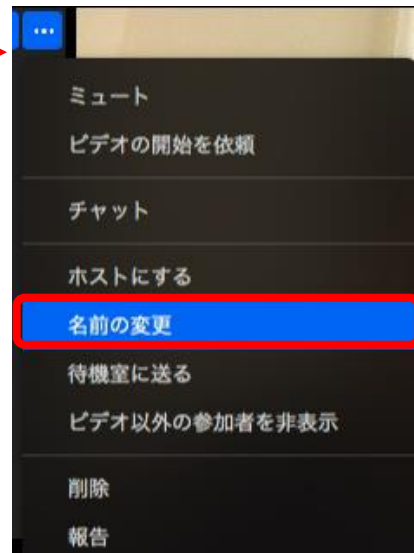 ミュート
ビデオの開始を依頼
チャット
ホストにする
名前の変更
待機室に送る
ビデオ以外の参加者を非表示
削除
報告